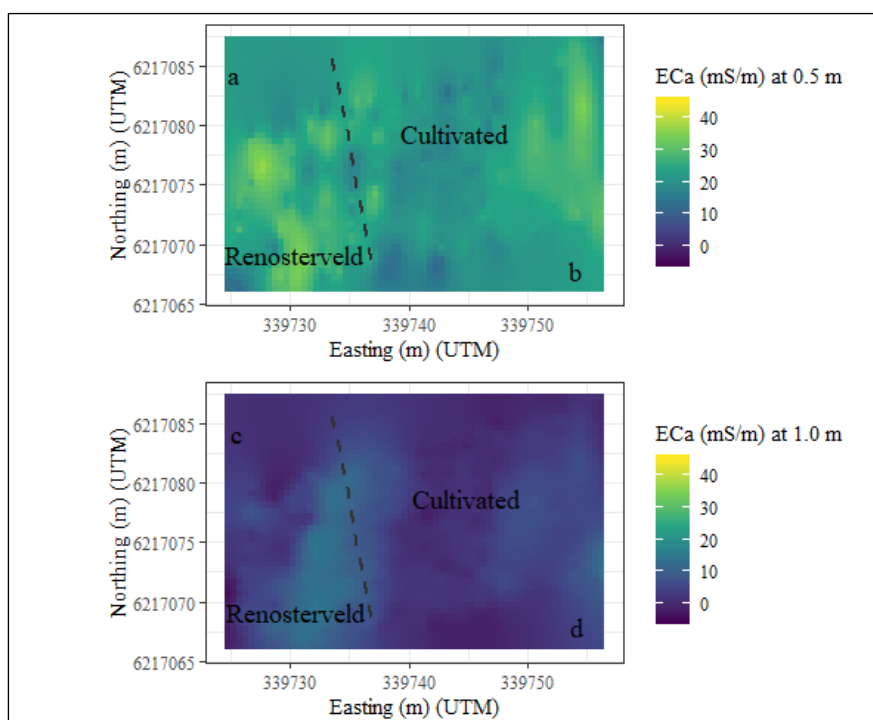 ECa (mS/m) at 0.5 m
40
30
20
10
0
Northing (m) (UTM)
6217085
6217080
6217075
6217070
6217065
a
Cultivated
Renosterveld
b
339730
339740
339750
Easting (m) (UTM)
ECa (mS/m) at 1.0 m
40
30
20
10
0
Northing (m) (UTM)
6217085
6217080
6217075
6217070
6217065
c
Cultivated
Renosterveld
d
339730
339740
339750
Easting (m) (UTM)